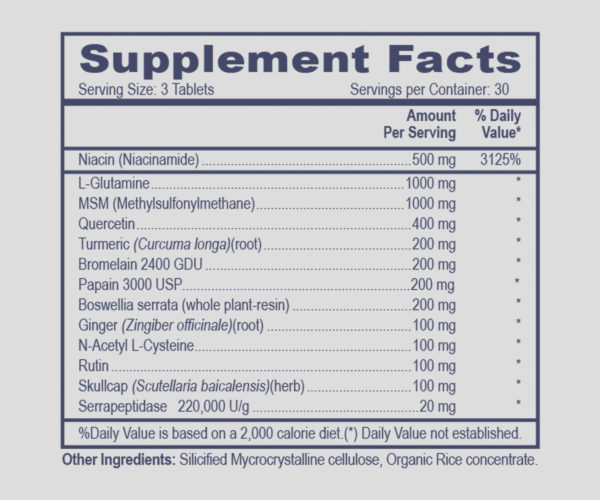 Supplement Facts
Serving Size: 3 Tablets Servings per Container: 30
Amount % Daily
Per Serving Value*
Niacin (Niacinamide) 500 mg 3125%
L-Glutamine 1000 mg *
MSM (Methylsulfonylmethane) 1000 mg *
Quercetin 400 mg *
Turmeric (Curcuma longa)(root) 200 mg *
Bromelain 2400 GDU 200 mg *
Papain 3000 USP 200 mg *
Boswellia serrata (whole plant-resin) 200 mg *
Ginger (Zingiber officinale)(root) 100 mg *
N-Acetyl L-Cysteine 100 mg *
Rutin 100 mg *
Skullcap (Scutellaria baicalensis)(herb) 100 mg *
Serrapeptidase 220,000 U/g 20 mg *
%Daily Value is based on a 2,000 calorie diet.(*) Daily Value not established.
Other Ingredients: Silicified Mycrocrystalline cellulose, Organic Rice concentrate.